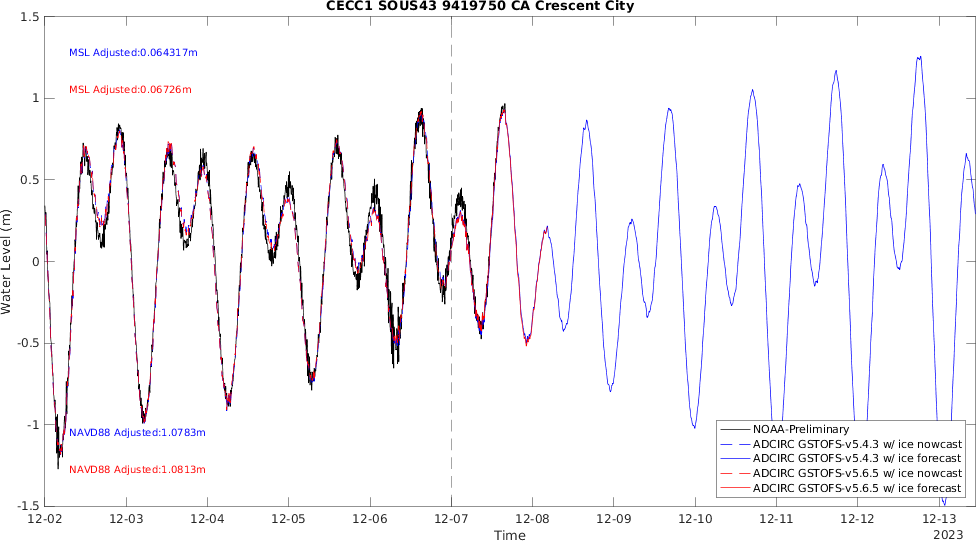 CECC1 SOUS43 9419750 CA Crescent City
1.5
1
0.5
0
-0.5
-1
-1.5
Water Level (m)
MSL Adjusted:0.064317m
MSL Adjusted:0.06726m
NAVD88 Adjusted:1.0783m
NAVD88 Adjusted:1.0813m
NOAA-Preliminary
ADCIRC GSTOFS-v5.4.3 w/ ice nowcast
ADCIRC GSTOFS-v5.4.3 w/ ice forecast
ADCIRC GSTOFS-v5.6.5 w/ ice nowcast
ADCIRC GSTOFS-v5.6.5 w/ ice forecast
12-02 12-03 12-04 12-05 12-06 12-07 12-08 12-09 12-10 12-11 12-12 12-13
Time
2023